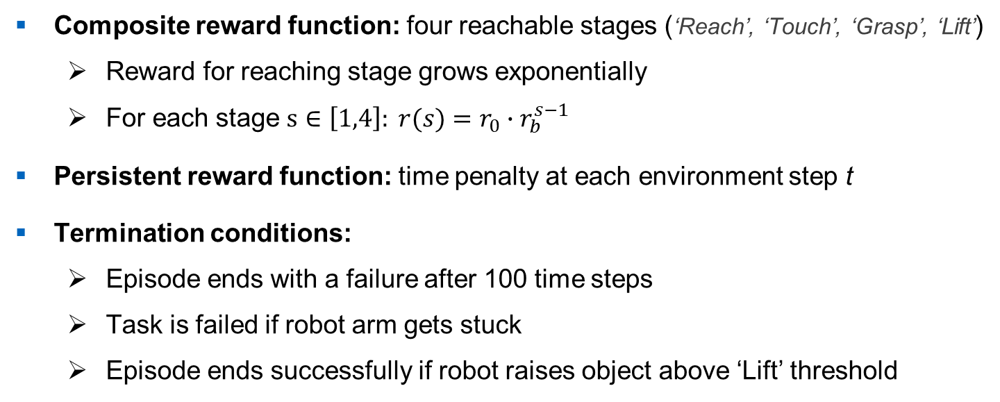 ▪ Composite reward function: four reachable stages (‘Reach’, ‘Touch’, ‘Grasp’, ‘Lift’)
➢ Reward for reaching stage grows exponentially
➢ For each stage s ∈ [1,4]: r(s) = r₀ · r_b^{s−1}
▪ Persistent reward function: time penalty at each environment step t
▪ Termination conditions:
➢ Episode ends with a failure after 100 time steps
➢ Task is failed if robot arm gets stuck
➢ Episode ends successfully if robot raises object above ‘Lift’ threshold